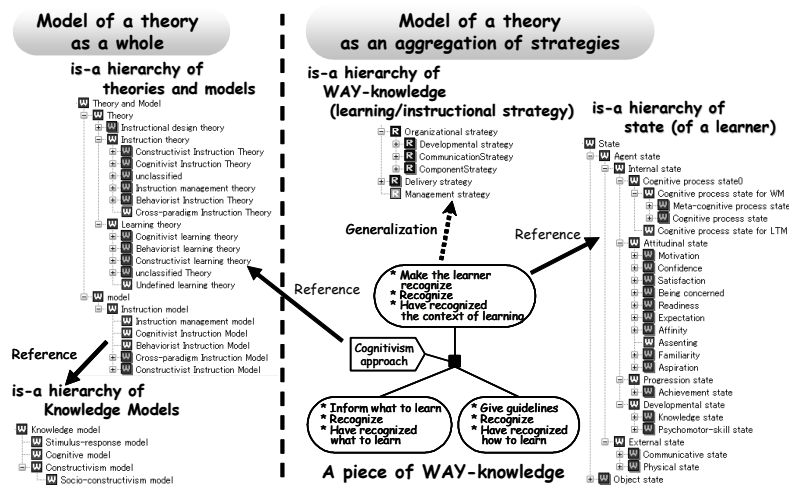 Model of a theory
as a whole
is-a hierarchy of
theories and models
Theory and Model
Theory
Instructional design theory
Instruction theory
Constructivist Instruction Theory
Cognitivist Instruction Theory
unclassified
Instruction management theory
Behaviorist Instruction Theory
Cross-paradigm Instruction Theory
Learning theory
Cognitivist learning theory
Behaviorist learning theory
Constructivist learning theory
unclassified Theory
Undefined learning theory
model
Instruction model
Instruction management model
Cognitivist Instruction Model
Behaviorist Instruction Model
Cross-paradigm Instruction Model
Constructivist Instruction Model
Reference
is-a hierarchy of
Knowledge Models
Knowledge model
Stimulus-response model
Cognitive model
Constructivism model
Socio-constructivism model
Model of a theory
as an aggregation of strategies
is-a hierarchy of
WAY-knowledge
(learning/instructional strategy)
R Organizational strategy
R Developmental strategy
R CommunicationStrategy
R ComponentStrategy
R Delivery strategy
R Management strategy
Generalization
Reference
Reference
* Make the learner
recognize
* Recognize
* Have recognized
the context of learning
Cognitivism
approach
* Inform what to learn
* Recognize
* Have recognized
what to learn
* Give guidelines
* Recognize
* Have recognized
how to learn
A piece of WAY-knowledge
is-a hierarchy of
state (of a learner)
State
Agent state
Internal state
Cognitive process state0
Cognitive process state for WM
Meta-cognitive process state
Cognitive process state
Cognitive process state for LTM
Attitudinal state
Motivation
Confidence
Satisfaction
Being concerned
Readiness
Expectation
Affinity
Assenting
Familiarity
Aspiration
Progression state
Achievement state
Developmental state
Knowledge state
Psychomotor-skill state
External state
Communicative state
Physical state
Object state